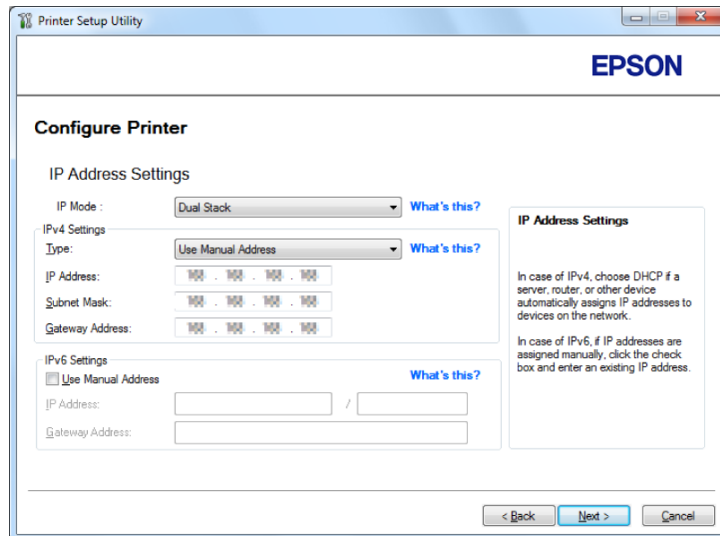 Printer Setup Utility
EPSON
Configure Printer
IP Address Settings
IP Mode : Dual Stack What's this?
IPv4 Settings
Type: Use Manual Address What's this?
IP Address:
Subnet Mask:
Gateway Address:
IPv6 Settings
Use Manual Address What's this?
IP Address: /
Gateway Address:
IP Address Settings
In case of IPv4, choose DHCP if a
server, router, or other device
automatically assigns IP addresses to
devices on the network.
In case of IPv6, if IP addresses are
assigned manually, click the check
box and enter an existing IP address.
< Back Next > Cancel